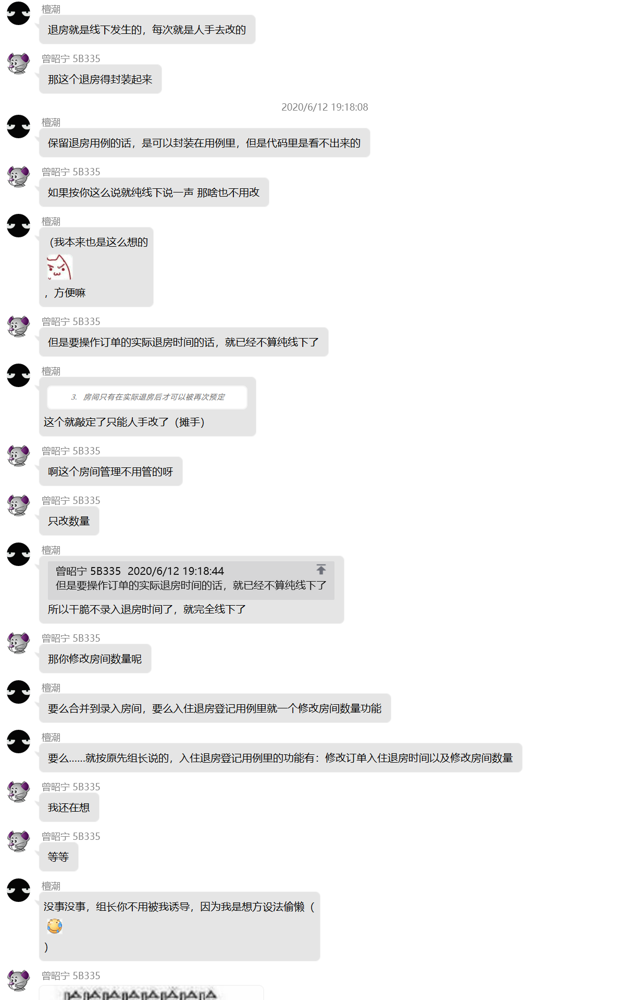 檀潮
退房就是线下发生的，每次就是人手去改的
曾昭宁 5B335
那这个退房得封装起来
2020/6/12 19:18:08
檀潮
保留退房用例的话，是可以封装在用例里，但是代码里是看不出来的
曾昭宁 5B335
如果按你这么说就纯线下说一声 那啥也不用改
檀潮
（我本来也是这么想的
，方便嘛
曾昭宁 5B335
但是要操作订单的实际退房时间的话，就已经不算纯线下了
檀潮
3. 房间只有在实际退房后才可以被再次预定
这个就敲定了只能人手改了（摊手）
曾昭宁 5B335
啊这个房间管理不用管的呀
曾昭宁 5B335
只改数量
檀潮
曾昭宁 5B335 2020/6/12 19:18:44
但是要操作订单的实际退房时间的话，就已经不算纯线下了
所以干脆不录入退房时间了，就完全线下了
曾昭宁 5B335
那你修改房间数量呢
檀潮
要么合并到录入房间，要么入住退房登记用例里就一个修改房间数量功能
檀潮
要么......就按原先组长说的，入住退房登记用例里的功能有：修改订单入住退房时间以及修改房间数量
曾昭宁 5B335
我还在想
曾昭宁 5B335
等等
檀潮
没事没事，组长你不用被我诱导，因为我是想方设法偷懒（
）
曾昭宁 5B335